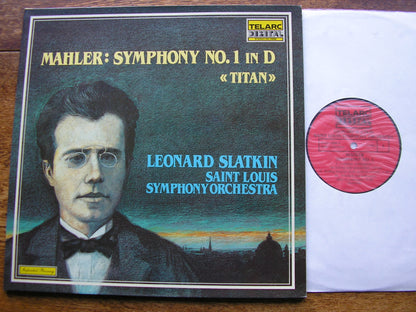 TELARC
DIGITAL
MAHLER: SYMPHONY NO. 1 IN D
«TITAN»
LEONARD SLATKIN
SAINT LOUIS
SYMPHONY ORCHESTRA
TELARC